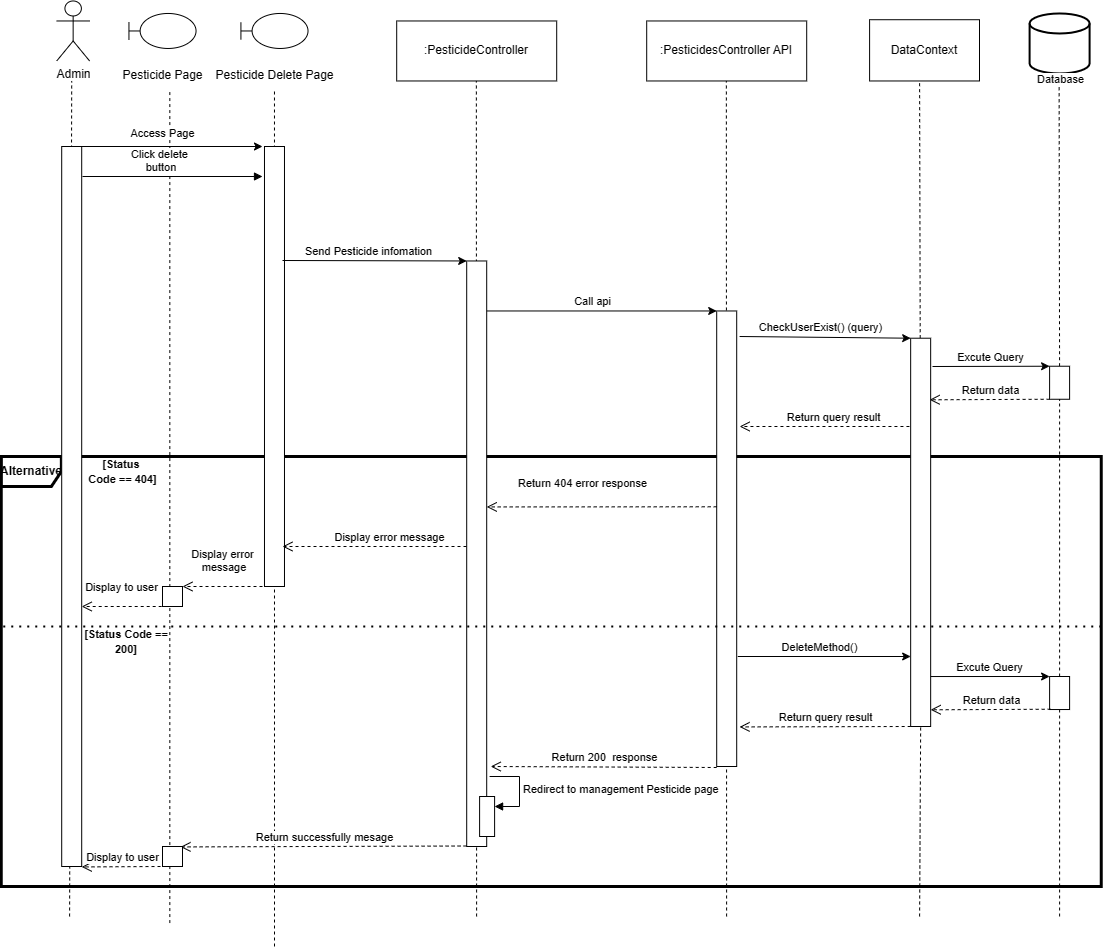 :PesticideController
:PesticidesController API
DataContext
Admin
Pesticide Page
Pesticide Delete Page
Database
Access Page
Click delete
button
Send Pesticide infomation
Call api
CheckUserExist() (query)
Excute Query
Return data
Return query result
Alternative
[Status
Code == 404]
Return 404 error response
Display error message
Display error
message
Display to user
[Status Code ==
200]
DeleteMethod()
Excute Query
Return data
Return query result
Return 200 response
Redirect to management Pesticide page
Return successfully mesage
Display to user